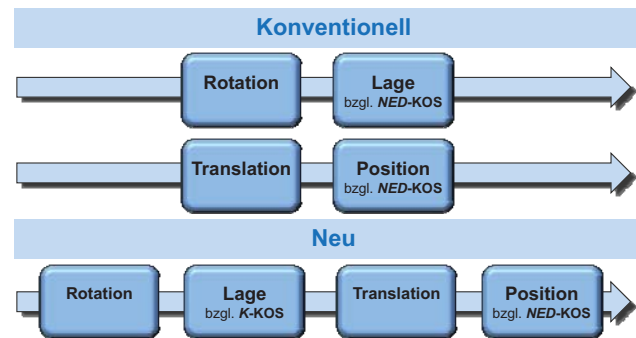 Konventionell
Rotation
Lage
bzgl. NED-KOS
Translation
Position
bzgl. NED-KOS
Neu
Rotation
Lage
bzgl. K-KOS
Translation
Position
bzgl. NED-KOS